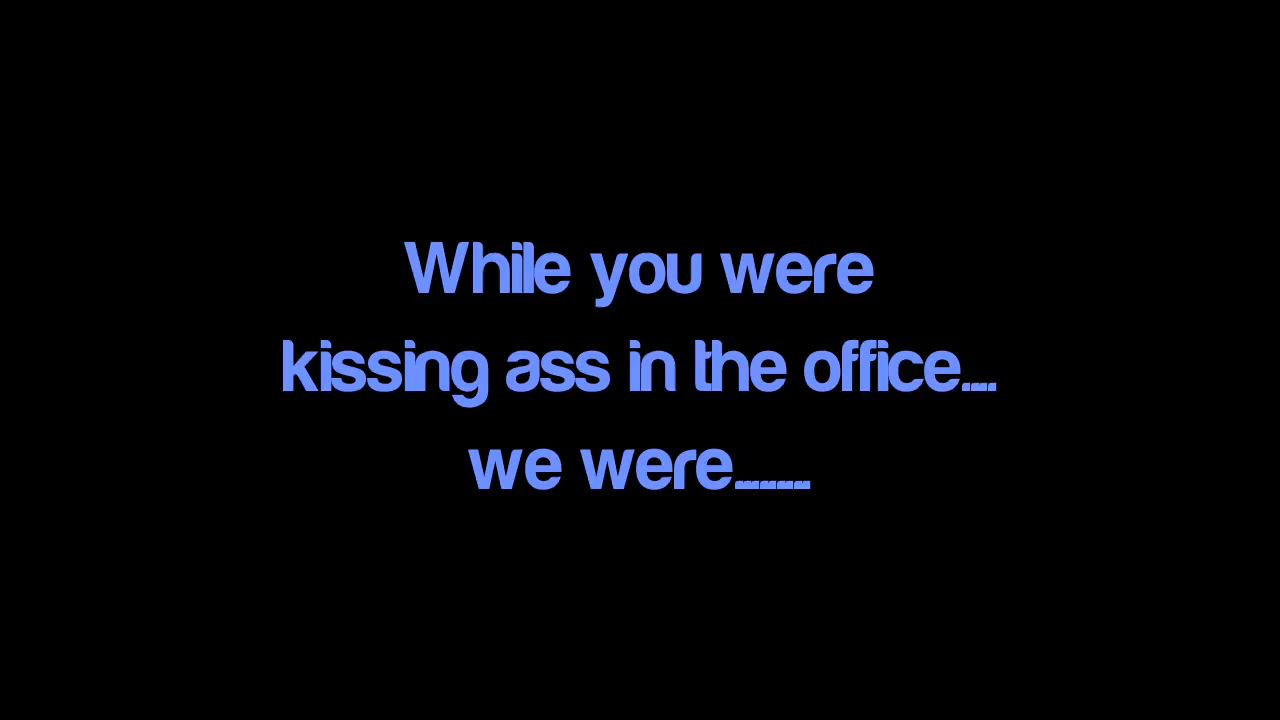 While you were
kissing ass in the office....
we were.........